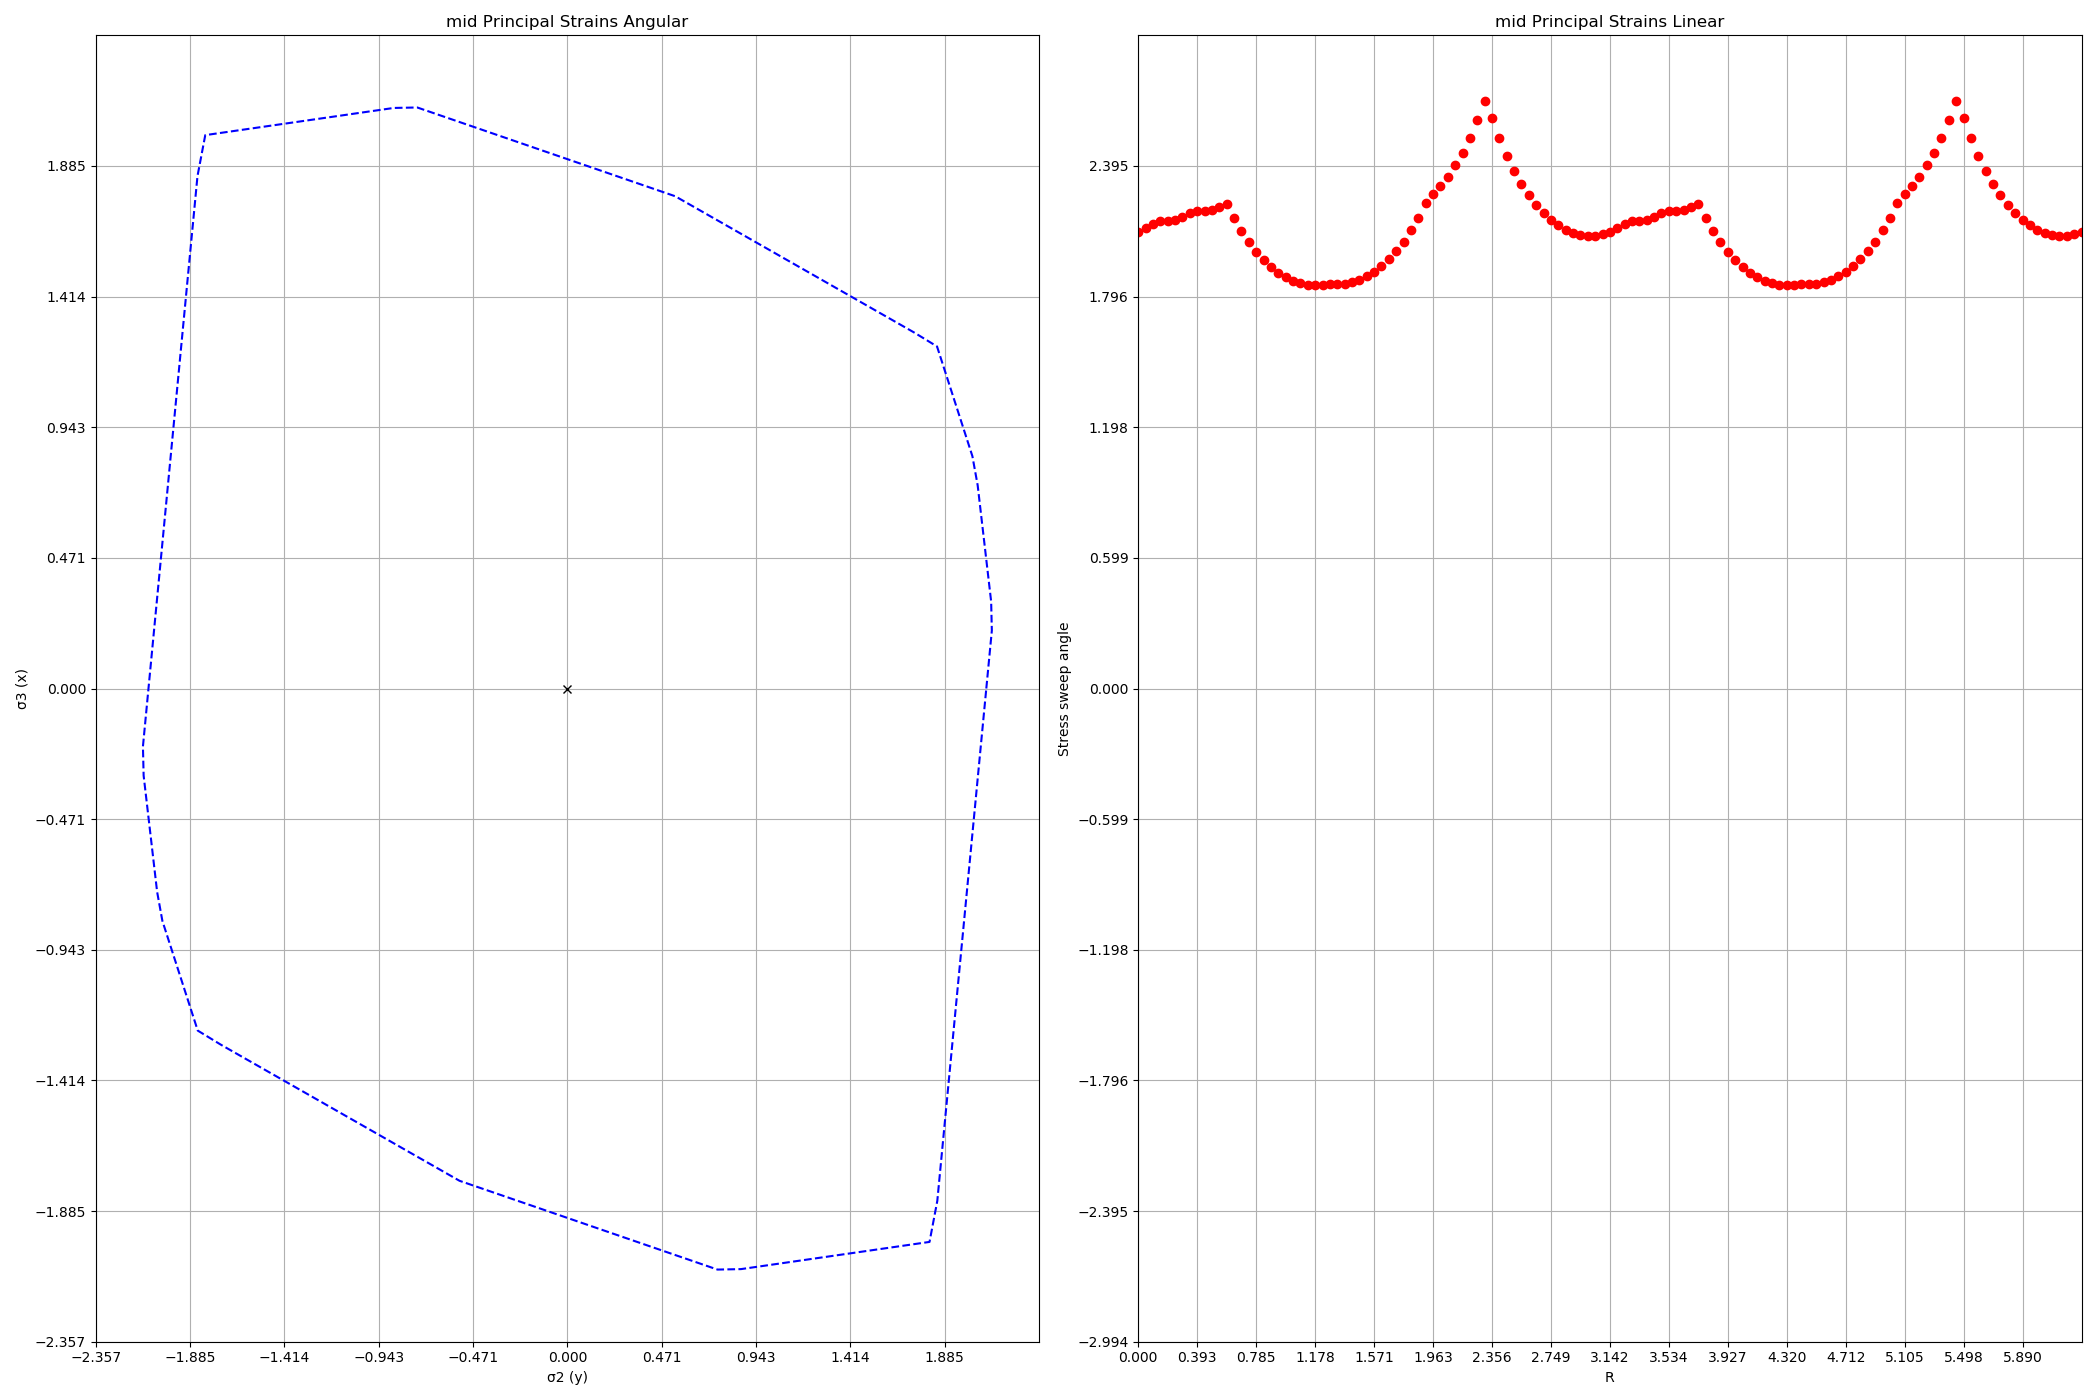 mid Principal Strains Angular
1.885
1.414
0.943
0.471
0.000
−0.471
−0.943
−1.414
−1.885
−2.357
σ3 (x)
−2.357 −1.885 −1.414 −0.943 −0.471 0.000 0.471 0.943 1.414 1.885
σ2 (y)
mid Principal Strains Linear
2.395
1.796
1.198
0.599
0.000
−0.599
−1.198
−1.796
−2.395
−2.994
Stress sweep angle
0.000 0.393 0.785 1.178 1.571 1.963 2.356 2.749 3.142 3.534 3.927 4.320 4.712 5.105 5.498 5.890
R